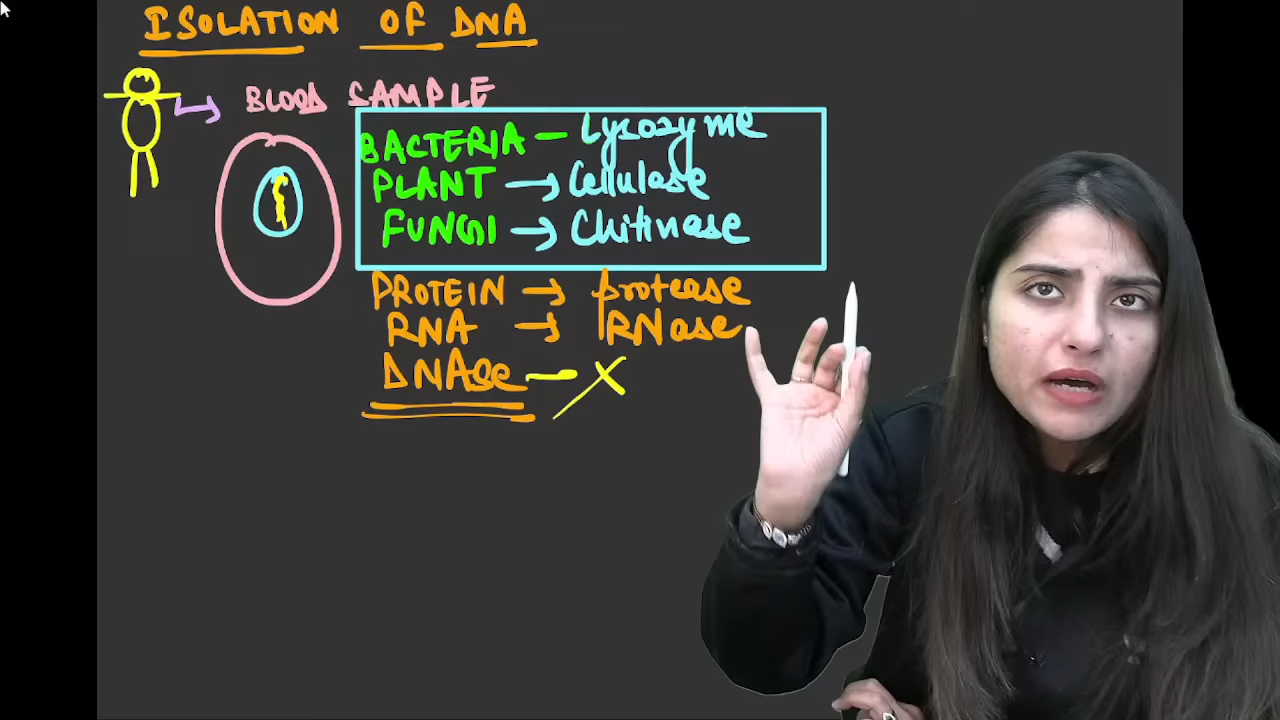 ISOLATION OF DNA
BLOOD SAMPLE
BACTERIA - Lysozyme
PLANT → Cellulase
FUNGI → Chitinase
PROTEIN → protease
RNA → RNase
DNAse - X